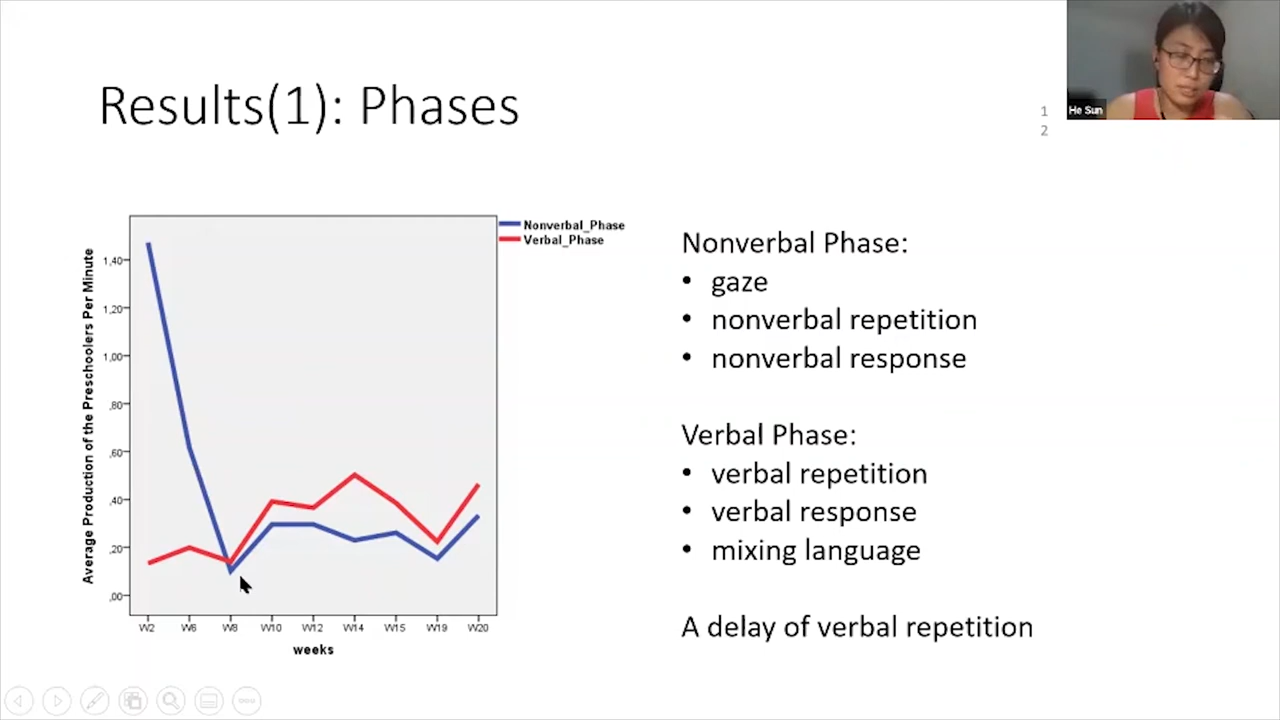 Results(1): Phases
1
2
He Sun
Nonverbal_Phase
Verbal_Phase
Average Production of the Preschoolers Per Minute
1,40
1,20
1,00
,80
,60
,40
,20
,00
W2 W6 W8 W10 W12 W14 W15 W19 W20
weeks
Nonverbal Phase:
• gaze
• nonverbal repetition
• nonverbal response
Verbal Phase:
• verbal repetition
• verbal response
• mixing language
A delay of verbal repetition